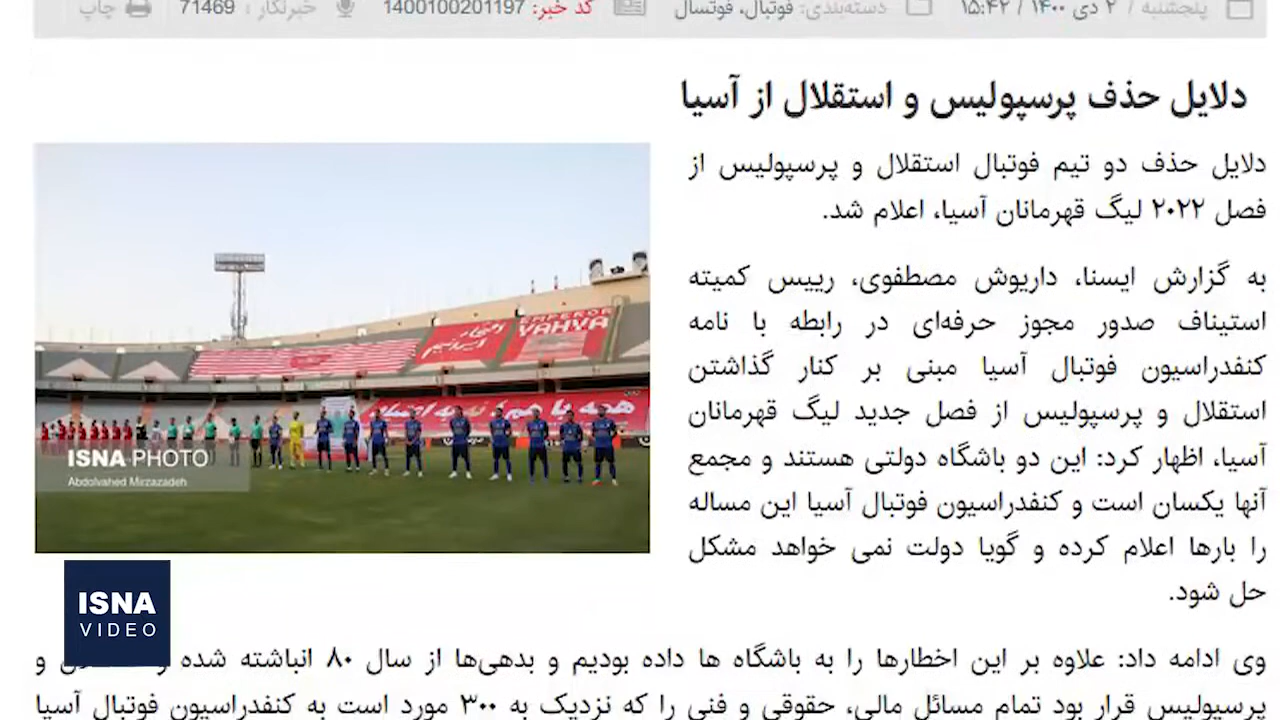 پنجشنبه / ۲ دی ۱۴۰۰ / ۱۵:۴۲ دسته‌بندی: فوتبال، فوتسال کد خبر: 1400100201197 خبرنگار : 71469 چاپ
دلایل حذف پرسپولیس و استقلال از آسیا
دلایل حذف دو تیم فوتبال استقلال و پرسپولیس از
فصل ۲۰۲۲ لیگ قهرمانان آسیا، اعلام شد.
به گزارش ایسنا، داریوش مصطفوی، رییس کمیته
استیناف صدور مجوز حرفه‌ای در رابطه با نامه
کنفدراسیون فوتبال آسیا مبنی بر کنار گذاشتن
استقلال و پرسپولیس از فصل جدید لیگ قهرمانان
آسیا، اظهار کرد: این دو باشگاه دولتی هستند و مجمع
آنها یکسان است و کنفدراسیون فوتبال آسیا این مساله
را بارها اعلام کرده و گویا دولت نمی خواهد مشکل
حل شود.
EMPEROR
YAHYA
ISNA PHOTO
Abdolvahed Mirzazadeh
ISNA
VIDEO
وی ادامه داد: علاوه بر این اخطارها را به باشگاه ها داده بودیم و بدهی‌ها از سال ۸۰ انباشته شده و
پرسپولیس قرار بود تمام مسائل مالی، حقوقی و فنی را که نزدیک به ۳۰۰ مورد است به کنفدراسیون فوتبال آسیا